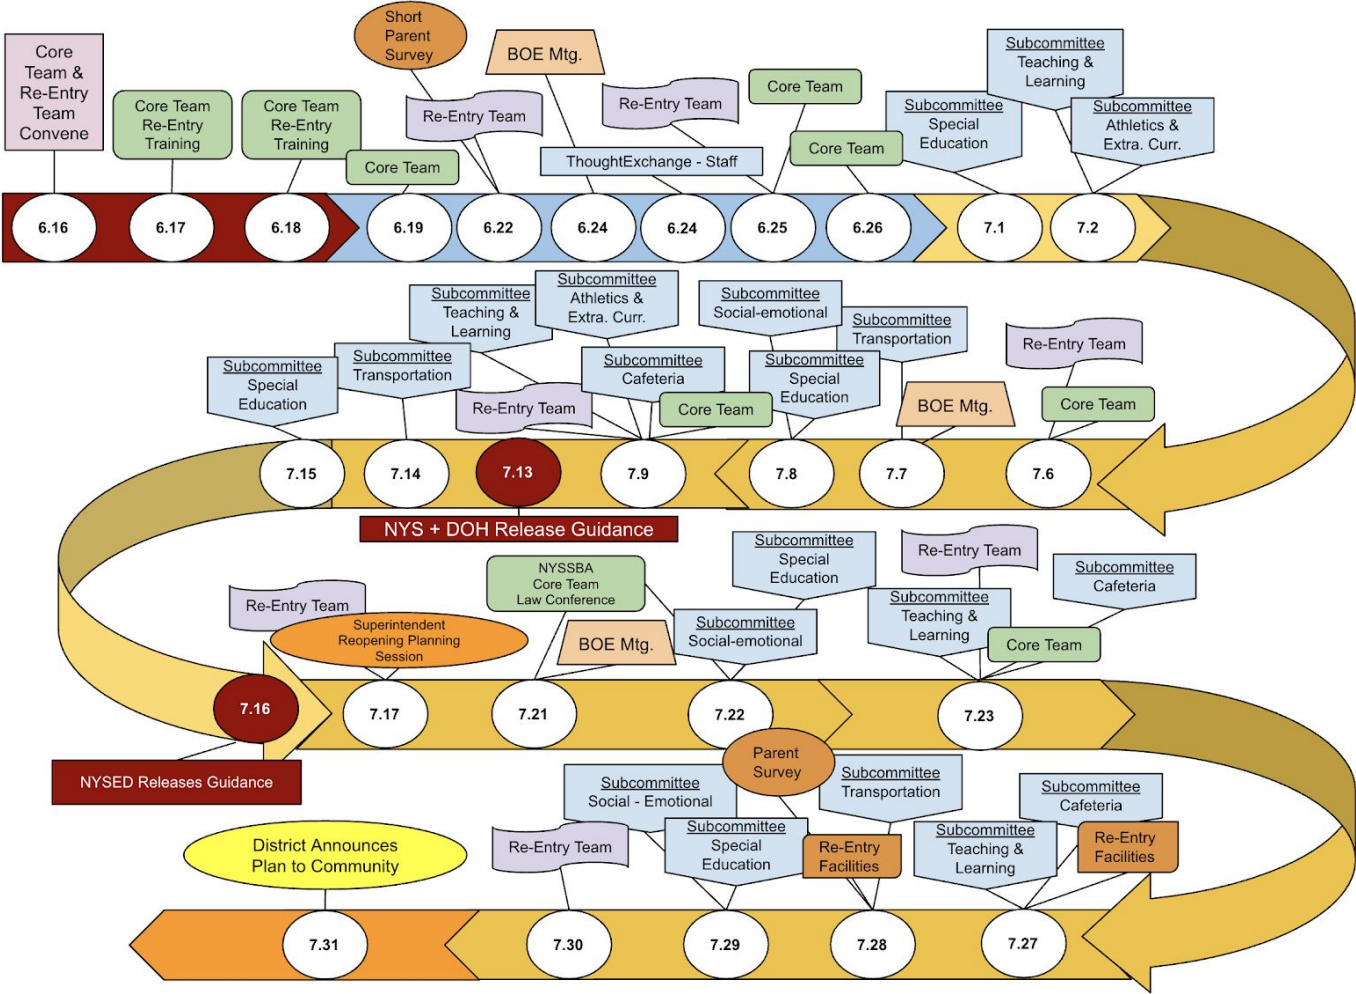 Short
Parent
Survey
Core
Team &
Re-Entry
Team
Convene
Core Team
Re-Entry
Training
Core Team
Re-Entry
Training
Core Team
Re-Entry Team
BOE Mtg.
ThoughtExchange - Staff
Re-Entry Team
Core Team
Core Team
Subcommittee
Special
Education
Subcommittee
Teaching &
Learning
Subcommittee
Athletics &
Extra. Curr.
6.16
6.17
6.18
6.19
6.22
6.24
6.24
6.25
6.26
7.1
7.2
Subcommittee
Special
Education
Subcommittee
Transportation
Subcommittee
Teaching &
Learning
Subcommittee
Athletics &
Extra. Curr.
Re-Entry Team
Subcommittee
Cafeteria
Core Team
Subcommittee
Social-emotional
Subcommittee
Special
Education
Subcommittee
Transportation
BOE Mtg.
Re-Entry Team
Core Team
7.15
7.14
7.13
7.9
7.8
7.7
7.6
NYS + DOH Release Guidance
Re-Entry Team
Superintendent
Reopening Planning
Session
NYSSBA
Core Team
Law Conference
BOE Mtg.
Subcommittee
Special
Education
Subcommittee
Social-emotional
Re-Entry Team
Subcommittee
Teaching &
Learning
Core Team
Subcommittee
Cafeteria
7.16
7.17
7.21
7.22
7.23
NYSED Releases Guidance
District Announces
Plan to Community
Re-Entry Team
Subcommittee
Social - Emotional
Subcommittee
Special
Education
Parent
Survey
Re-Entry
Facilities
Subcommittee
Transportation
Subcommittee
Teaching &
Learning
Subcommittee
Cafeteria
Re-Entry
Facilities
7.31
7.30
7.29
7.28
7.27